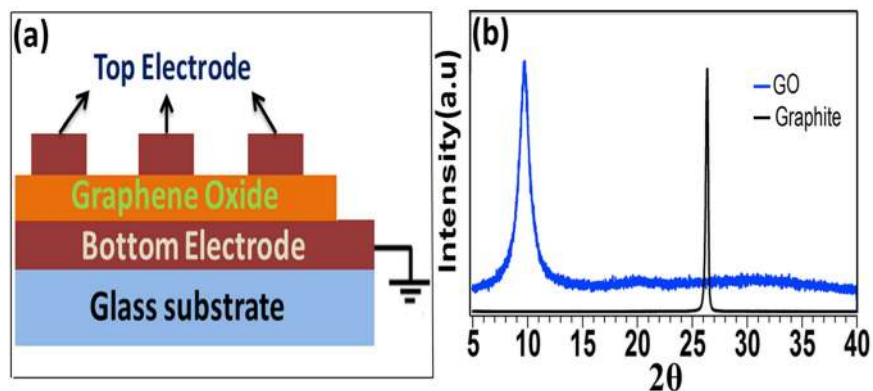 (a)
Top Electrode
Graphene Oxide
Bottom Electrode
Glass substrate
(b)
Intensity(a.u)
GO
Graphite
5 10 15 20 25 30 35 40
2θ